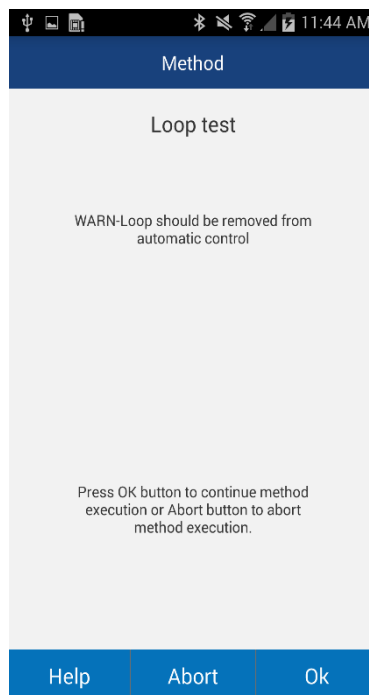 11:44 AM
Method
Loop test
WARN-Loop should be removed from
automatic control
Press OK button to continue method
execution or Abort button to abort
method execution.
Help Abort Ok